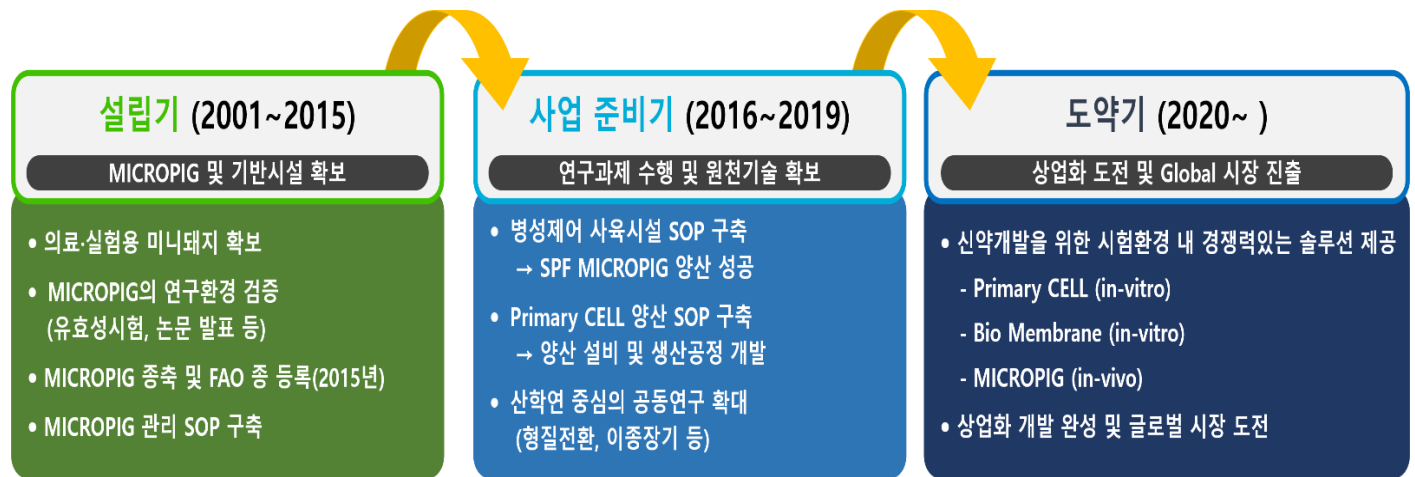 설립기 (2001~2015)
MICROPIG 및 기반시설 확보
• 의료·실험용 미니돼지 확보
• MICROPIG의 연구환경 검증
(유효성시험, 논문 발표 등)
• MICROPIG 종축 및 FAO 종 등록(2015년)
• MICROPIG 관리 SOP 구축
사업 준비기 (2016~2019)
연구과제 수행 및 원천기술 확보
• 병성제어 사육시설 SOP 구축
→ SPF MICROPIG 양산 성공
• Primary CELL 양산 SOP 구축
→ 양산 설비 및 생산공정 개발
• 산학연 중심의 공동연구 확대
(형질전환, 이종장기 등)
도약기 (2020~ )
상업화 도전 및 Global 시장 진출
• 신약개발을 위한 시험환경 내 경쟁력있는 솔루션 제공
- Primary CELL (in-vitro)
- Bio Membrane (in-vitro)
- MICROPIG (in-vivo)
• 상업화 개발 완성 및 글로벌 시장 도전